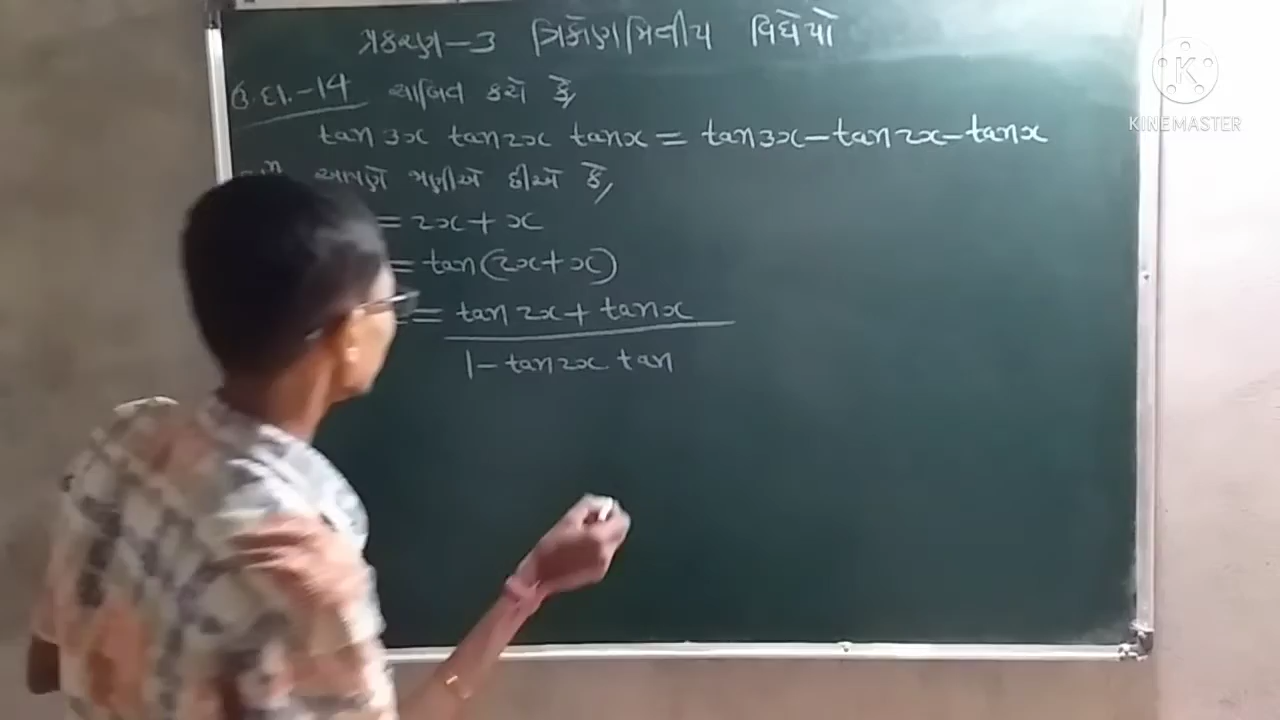 પ્રકરણ-3 ત્રિકોણમિતીય વિધેયો
ઉ.દા.-14 સાબિત કરો કે,
tan 3x tan 2x tan x = tan 3x - tan 2x - tan x
આપણે જાણીએ છીએ કે,
= 2x + x
= tan (2x + x)
= tan 2x + tan x
1 - tan 2x tan
K
KINEMASTER